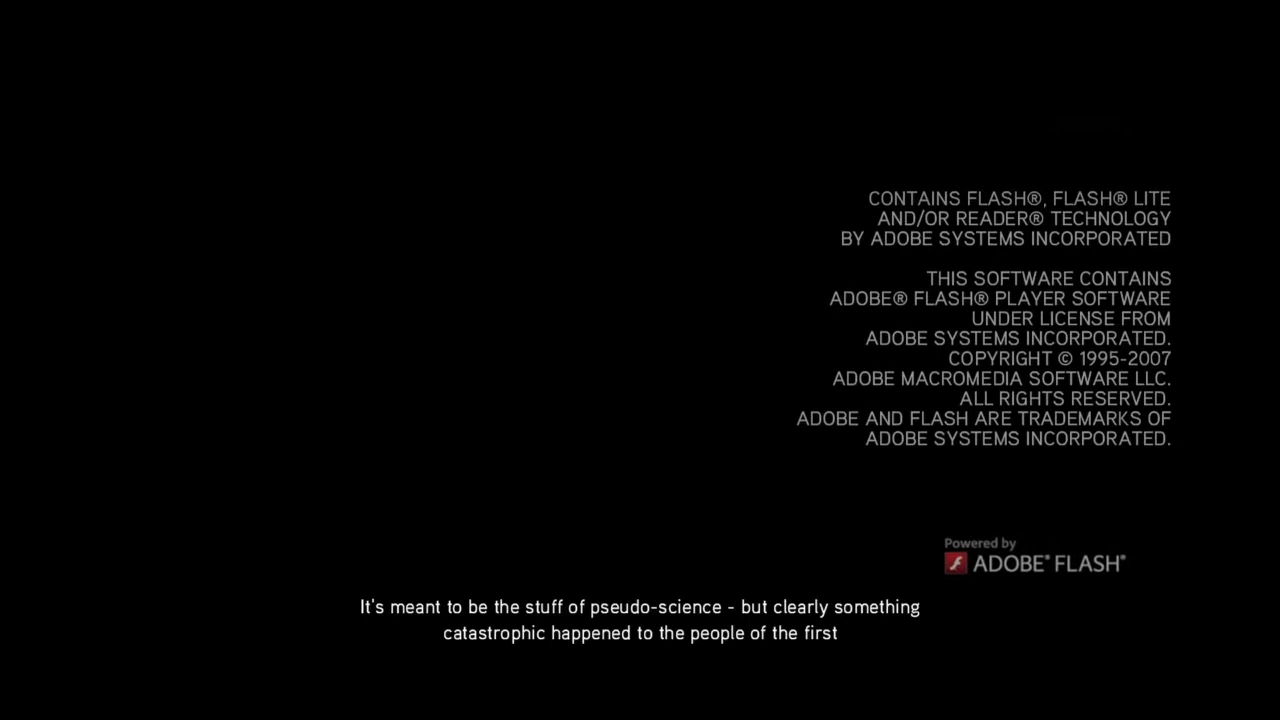 CONTAINS FLASH®, FLASH® LITE
AND/OR READER® TECHNOLOGY
BY ADOBE SYSTEMS INCORPORATED
THIS SOFTWARE CONTAINS
ADOBE® FLASH® PLAYER SOFTWARE
UNDER LICENSE FROM
ADOBE SYSTEMS INCORPORATED.
COPYRIGHT © 1995-2007
ADOBE MACROMEDIA SOFTWARE LLC.
ALL RIGHTS RESERVED.
ADOBE AND FLASH ARE TRADEMARKS OF
ADOBE SYSTEMS INCORPORATED.
Powered by
ADOBE® FLASH®
It's meant to be the stuff of pseudo-science - but clearly something
catastrophic happened to the people of the first